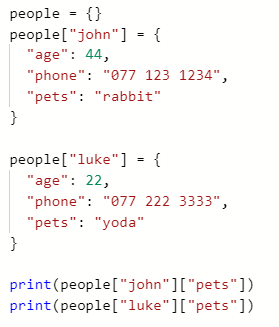 people = {}
people["john"] = {
  "age": 44,
  "phone": "077 123 1234",
  "pets": "rabbit"
}

people["luke"] = {
  "age": 22,
  "phone": "077 222 3333",
  "pets": "yoda"
}

print(people["john"]["pets"])
print(people["luke"]["pets"])